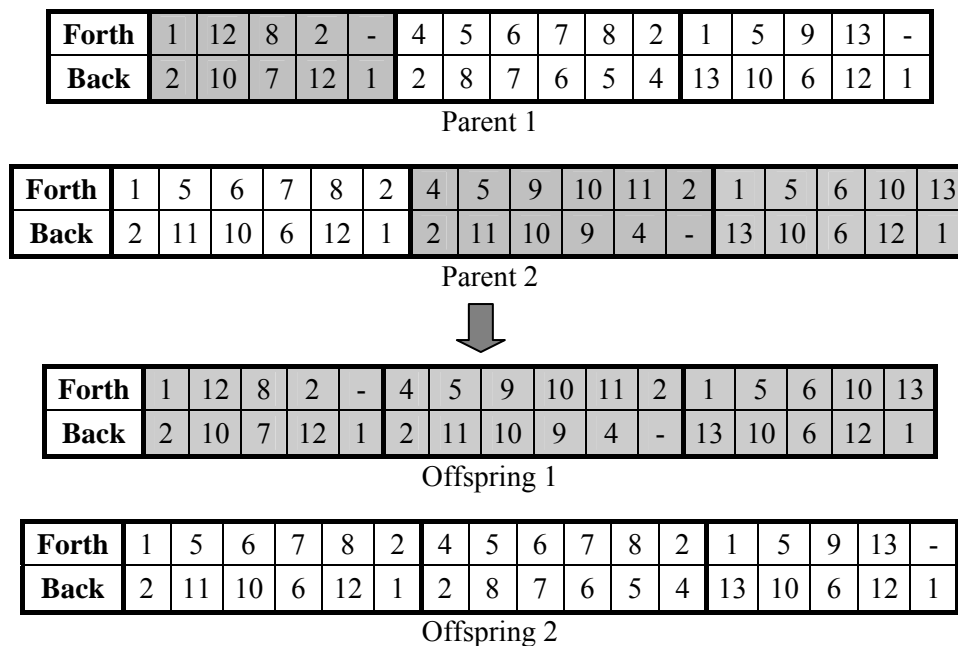 Forth 1 12 8 2 - 4 5 6 7 8 2 1 5 9 13 -
Back 2 10 7 12 1 2 8 7 6 5 4 13 10 6 12 1
Parent 1
Forth 1 5 6 7 8 2 4 5 9 10 11 2 1 5 6 10 13
Back 2 11 10 6 12 1 2 11 10 9 4 - 13 10 6 12 1
Parent 2
Forth 1 12 8 2 - 4 5 9 10 11 2 1 5 6 10 13
Back 2 10 7 12 1 2 11 10 9 4 - 13 10 6 12 1
Offspring 1
Forth 1 5 6 7 8 2 4 5 6 7 8 2 1 5 9 13 -
Back 2 11 10 6 12 1 2 8 7 6 5 4 13 10 6 12 1
Offspring 2